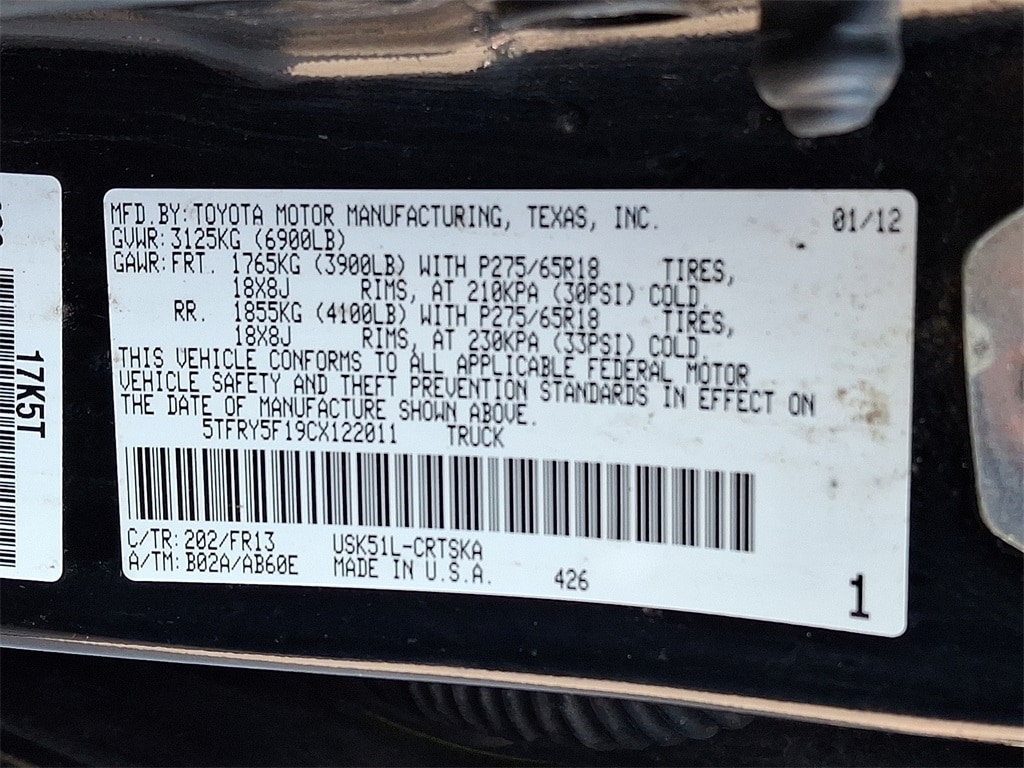 MFD.BY: TOYOTA MOTOR MANUFACTURING, TEXAS, INC. 01/12
GVWR: 3125KG (6900LB)
GAWR: FRT. 1765KG (3900LB) WITH P275/65R18 TIRES,
18X8J RIMS, AT 210KPA (30PSI) COLD.
RR. 1855KG (4100LB) WITH P275/65R18 TIRES,
18X8J RIMS, AT 230KPA (33PSI) COLD.
THIS VEHICLE CONFORMS TO ALL APPLICABLE FEDERAL MOTOR
VEHICLE SAFETY AND THEFT PREVENTION STANDARDS IN EFFECT ON
THE DATE OF MANUFACTURE SHOWN ABOVE.
5TFRY5F19CX122011 TRUCK
C/TR: 202/FR13 USK51L-CRTSKA
A/TM: B02A/AB60E MADE IN U.S.A. 426
1
17K5T